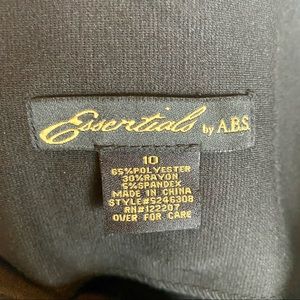 Essentials by A.B.S.
10
65%POLYESTER
30%RAYON
5%SPANDEX
MADE IN CHINA
STYLE#S246308
RN#122207
OVER FOR CARE